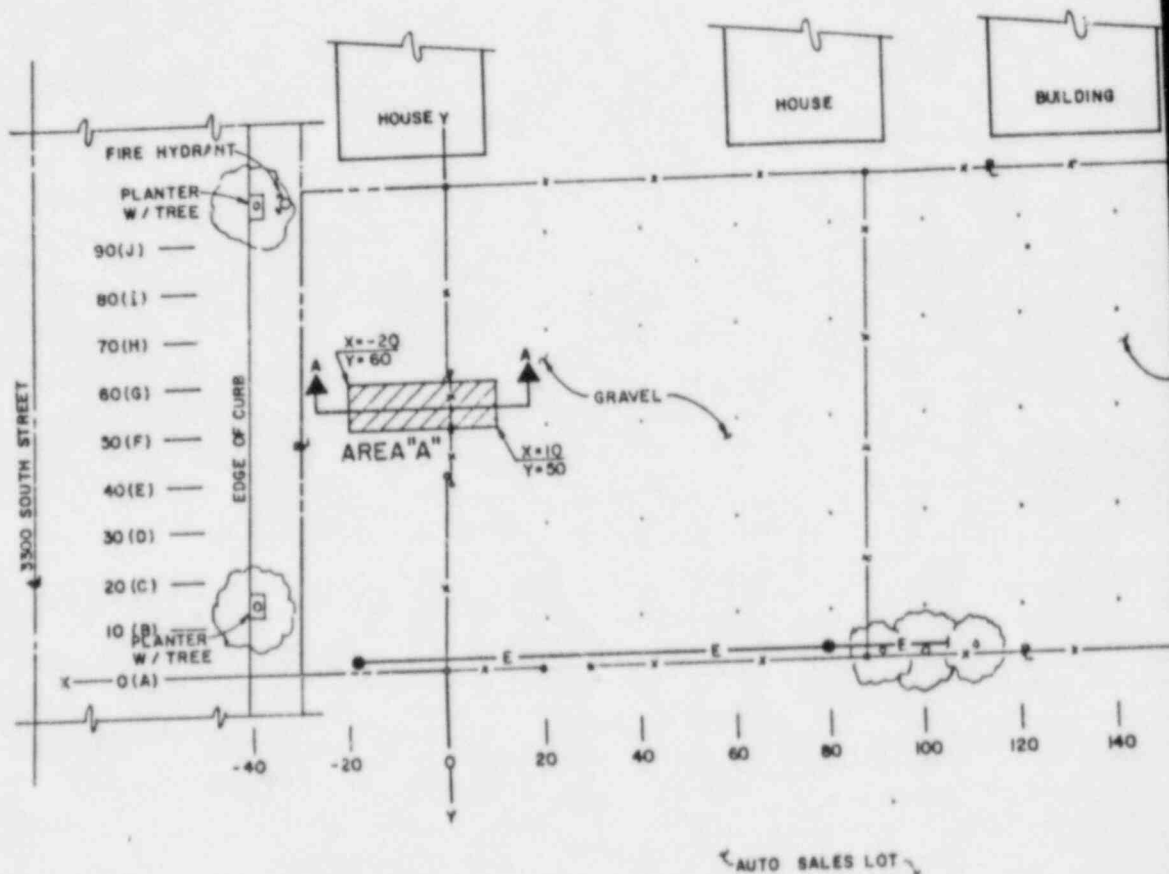 HOUSE
Y
HOUSE
BUILDING
FIRE HYDRANT
PLANTER
W/ TREE
90(J)
80(I)
70(H)
60(G)
50(F)
40(E)
30(D)
20(C)
10(B)
PLANTER
W/ TREE
X
0(A)
3300 SOUTH STREET
EDGE OF CURB
X=-20
Y=60
A
A
AREA "A"
X=10
Y=50
GRAVEL
E
E
E
-40
-20
0
20
40
60
80
100
120
140
Y
AUTO SALES LOT